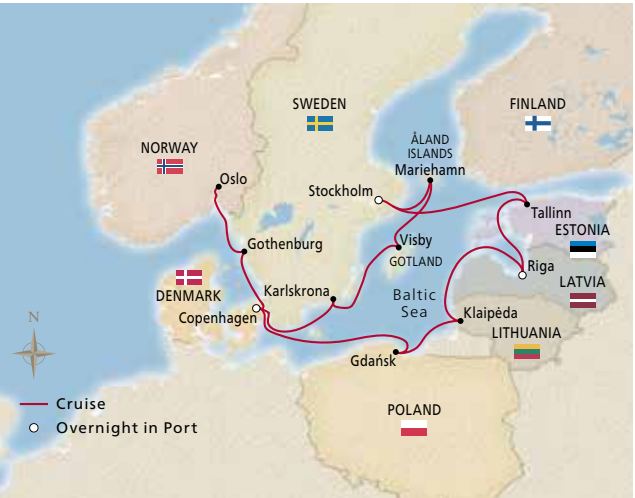 SWEDEN
FINLAND
NORWAY
ÅLAND
ISLANDS
Mariehamn
Oslo
Stockholm
Tallinn
ESTONIA
Gothenburg
Visby
GOTLAND
Riga
LATVIA
DENMARK
Copenhagen
Karlskrona
Baltic
Sea
Klaipėda
LITHUANIA
N
Gdańsk
Cruise
Overnight in Port
POLAND